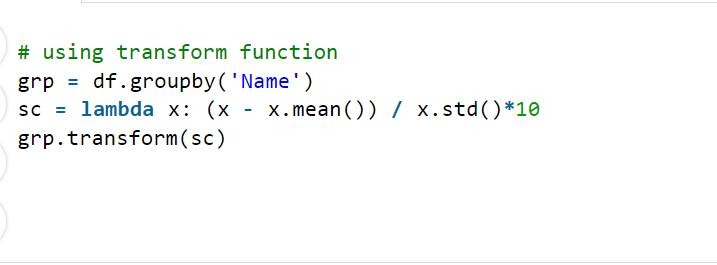 # using transform function
grp = df.groupby('Name')
sc = lambda x: (x - x.mean()) / x.std()*10
grp.transform(sc)